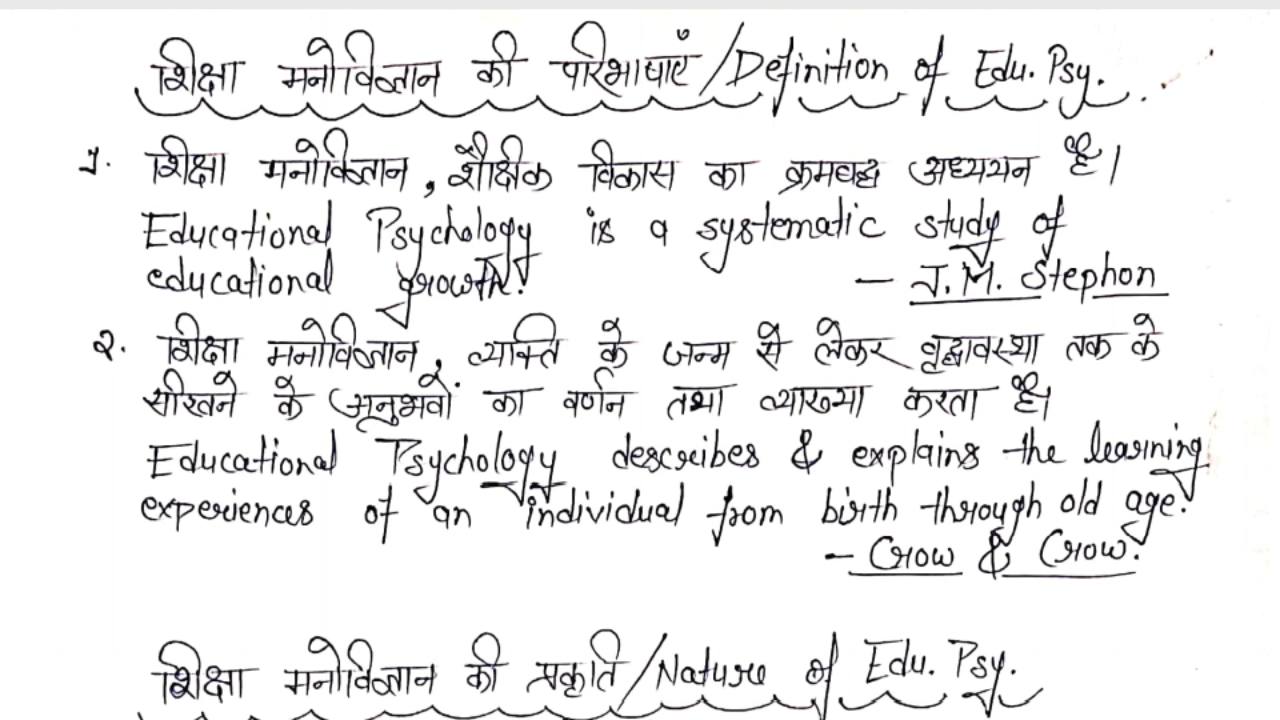 शिक्षा मनोविज्ञान की परिभाषाएं/Definition of Edu. Psy.
1. शिक्षा मनोविज्ञान, शैक्षिक विकास का क्रमबद्ध अध्ययन है।
Educational Psychology is a systematic study of
educational growth.
— J.M. Stephon
२. शिक्षा मनोविज्ञान, व्यक्ति के जन्म से लेकर वृद्धावस्था तक के
सीखने के अनुभवों का वर्णन तथा व्याख्या करता है।
Educational Psychology describes & explains the learning
experiences of an individual from birth through old age.
— Crow & Crow.
शिक्षा मनोविज्ञान की प्रकृति/Nature of Edu. Psy.